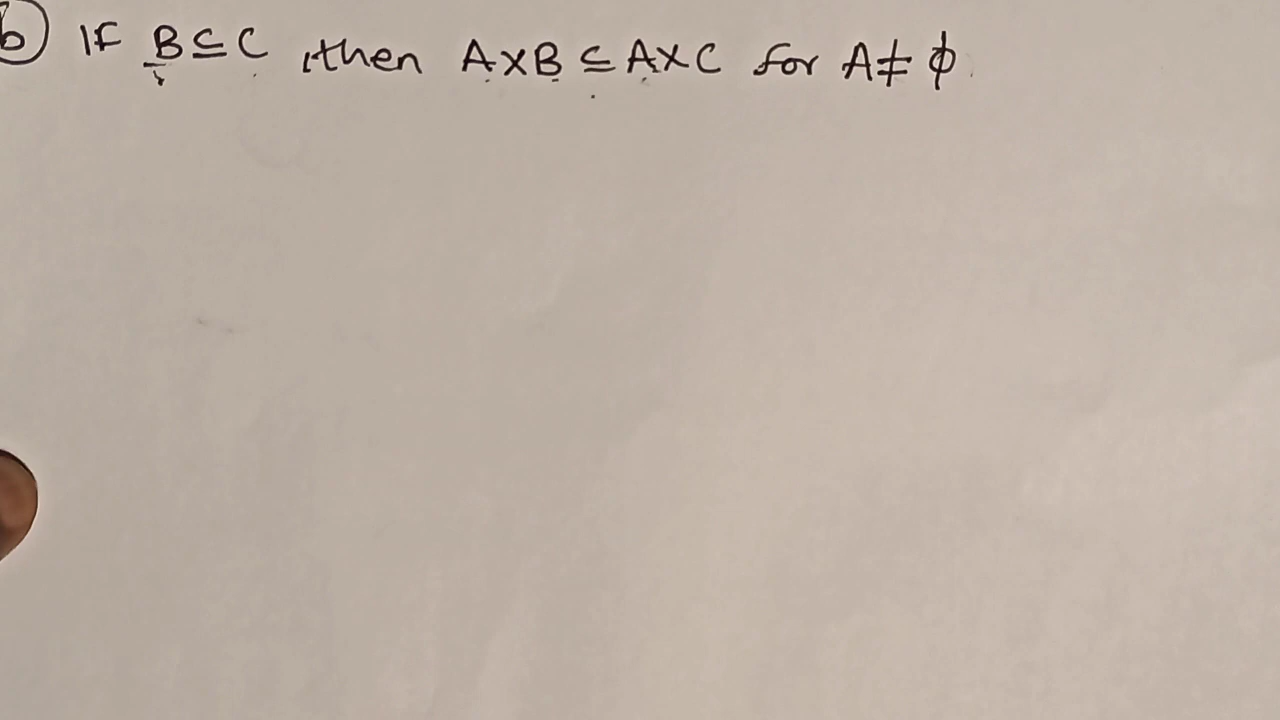 b) If B ⊆ C, then A×B ⊆ A×C for A ≠ ϕ.